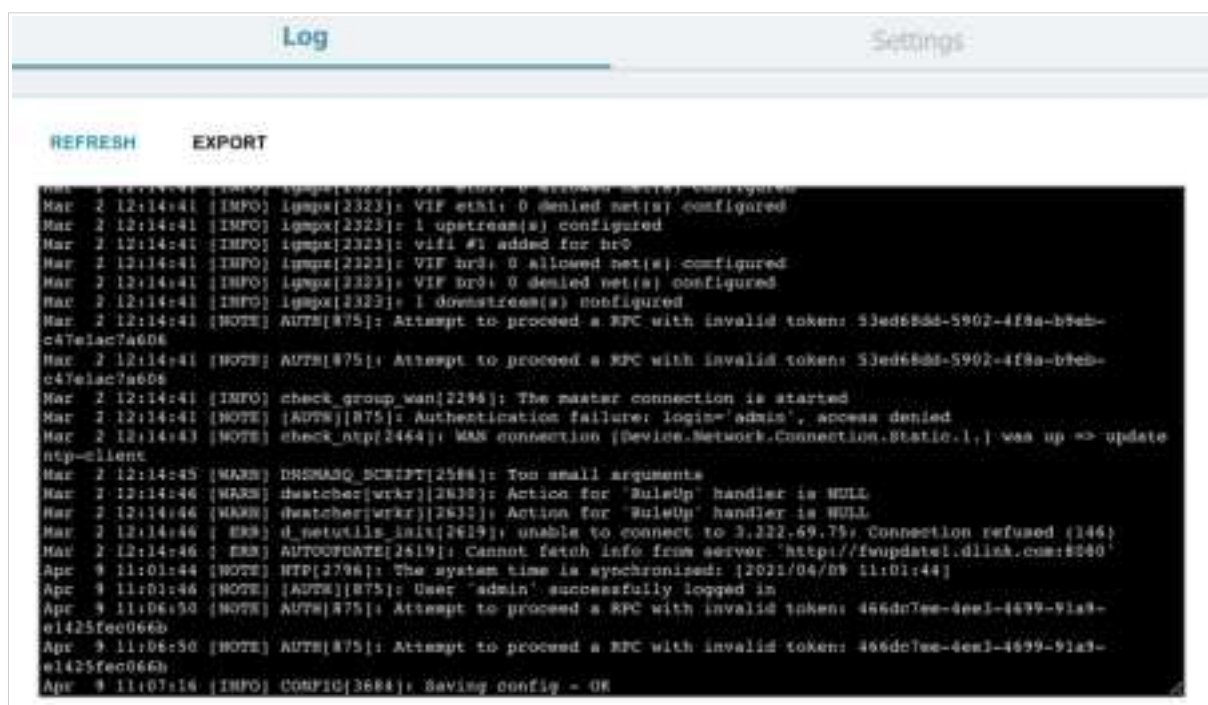 Log
Settings
REFRESH
EXPORT
Mar 2 12:14:41 [INFO] igmpx[2323]: VIF eth1: 0 allowed net(s) configured
Mar 2 12:14:41 [INFO] igmpx[2323]: VIF eth1: 0 denied net(s) configured
Mar 2 12:14:41 [INFO] igmpx[2323]: 1 upstream(s) configured
Mar 2 12:14:41 [INFO] igmpx[2323]: vifi #1 added for br0
Mar 2 12:14:41 [INFO] igmpx[2323]: VIF br0: 0 allowed net(s) configured
Mar 2 12:14:41 [INFO] igmpx[2323]: VIF br0: 0 denied net(s) configured
Mar 2 12:14:41 [INFO] igmpx[2323]: 1 downstream(s) configured
Mar 2 12:14:41 [NOTE] AUTH[875]: Attempt to proceed a RPC with invalid token: 53ed68dd-5902-4f8a-b9eb-
c47e1ac7a606
Mar 2 12:14:41 [NOTE] AUTH[875]: Attempt to proceed a RPC with invalid token: 53ed68dd-5902-4f8a-b9eb-
c47e1ac7a606
Mar 2 12:14:41 [INFO] check_group_wan[2296]: The master connection is started
Mar 2 12:14:41 [NOTE] [AUTH][875]: Authentication failure: login='admin', access denied
Mar 2 12:14:43 [NOTE] check_ntp[2464]: WAN connection [Device.Network.Connection.Static.1.] was up => update
ntp-client
Mar 2 12:14:45 [WARN] DNSMASQ_SCRIPT[2586]: Too small arguments
Mar 2 12:14:46 [WARN] dwatcher[wrkr][2630]: Action for 'RuleUp' handler is NULL
Mar 2 12:14:46 [WARN] dwatcher[wrkr][2631]: Action for 'RuleUp' handler is NULL
Mar 2 12:14:46 [ ERR] d_netutils_init[2619]: unable to connect to 3.222.69.75: Connection refused (146)
Mar 2 12:14:46 [ ERR] AUTOUPDATE[2619]: Cannot fetch info from server 'http://fwupdate1.dlink.com:8080'
Apr 9 11:01:44 [NOTE] NTP[2796]: The system time is synchronized: [2021/04/09 11:01:44]
Apr 9 11:01:46 [NOTE] [AUTH][875]: User 'admin' successfully logged in
Apr 9 11:06:50 [NOTE] AUTH[875]: Attempt to proceed a RPC with invalid token: 466dc7ee-4ee3-4699-91a9-
e1425fec066b
Apr 9 11:06:50 [NOTE] AUTH[875]: Attempt to proceed a RPC with invalid token: 466dc7ee-4ee3-4699-91a9-
e1425fec066b
Apr 9 11:07:16 [INFO] CONFIG[3684]: Saving config - OK